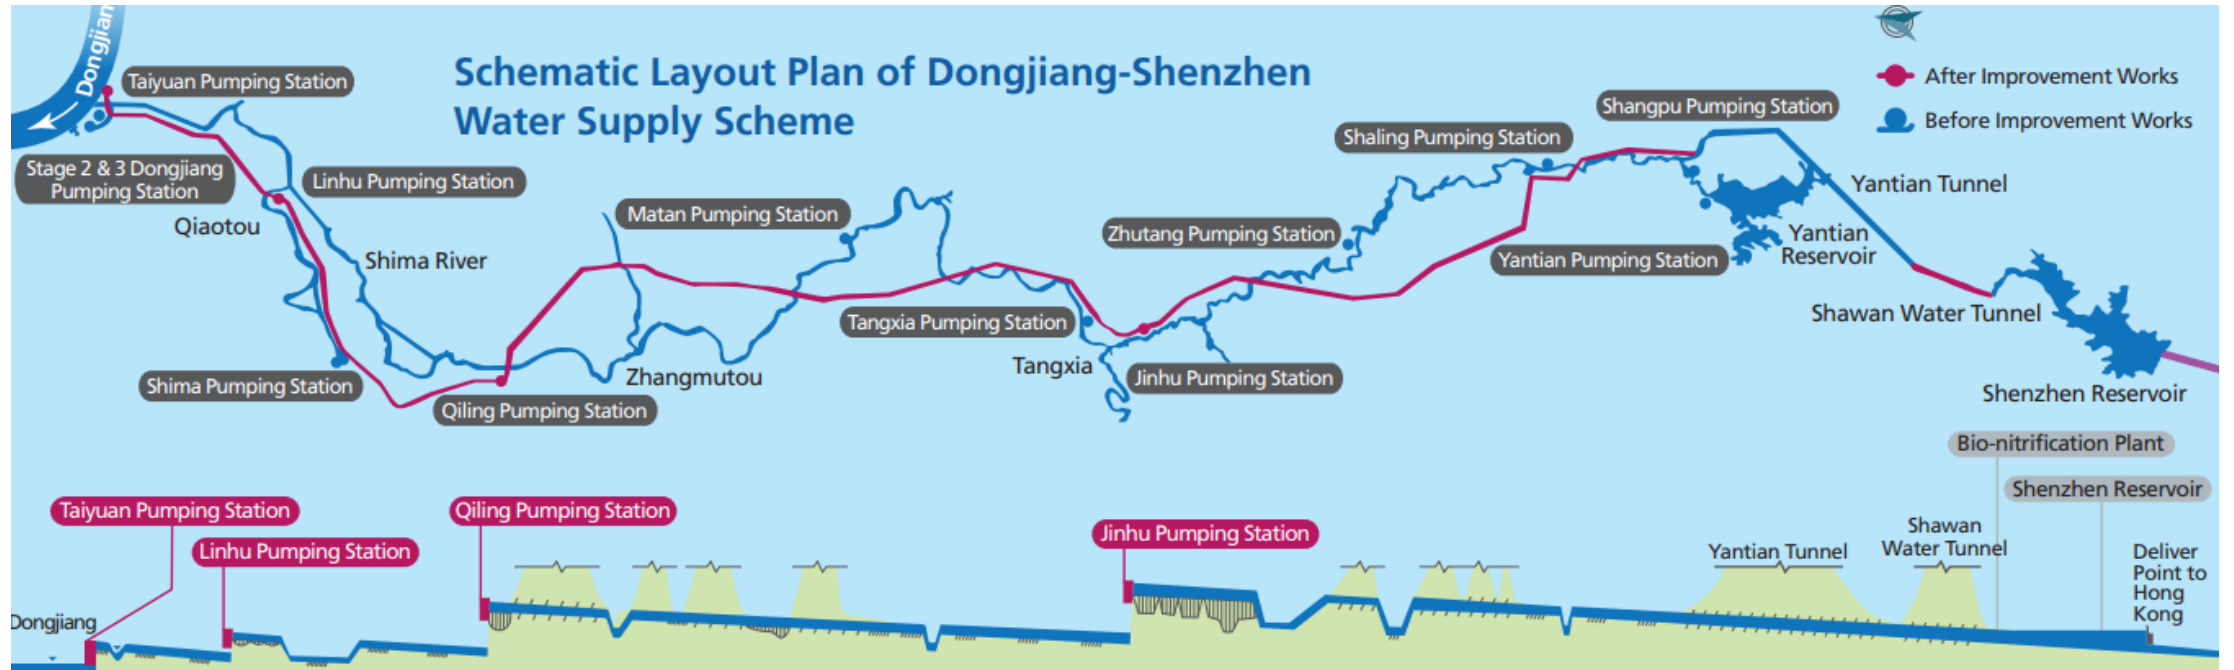 Dongjian
Taiyuan Pumping Station
Schematic Layout Plan of Dongjiang-Shenzhen
Water Supply Scheme
After Improvement Works
Before Improvement Works
Shangpu Pumping Station
Shaling Pumping Station
Stage 2 & 3 Dongjiang
Pumping Station
Linhu Pumping Station
Yantian Tunnel
Qiaotou
Matan Pumping Station
Zhutang Pumping Station
Yantian
Reservoir
Shima River
Yantian Pumping Station
Tangxia Pumping Station
Shawan Water Tunnel
Tangxia
Zhangmutou
Jinhu Pumping Station
Shima Pumping Station
Qiling Pumping Station
Shenzhen Reservoir
Bio-nitrification Plant
Shenzhen Reservoir
Taiyuan Pumping Station
Qiling Pumping Station
Jinhu Pumping Station
Linhu Pumping Station
Yantian Tunnel
Shawan
Water Tunnel
Deliver
Point to
Hong
Kong
Dongjiang